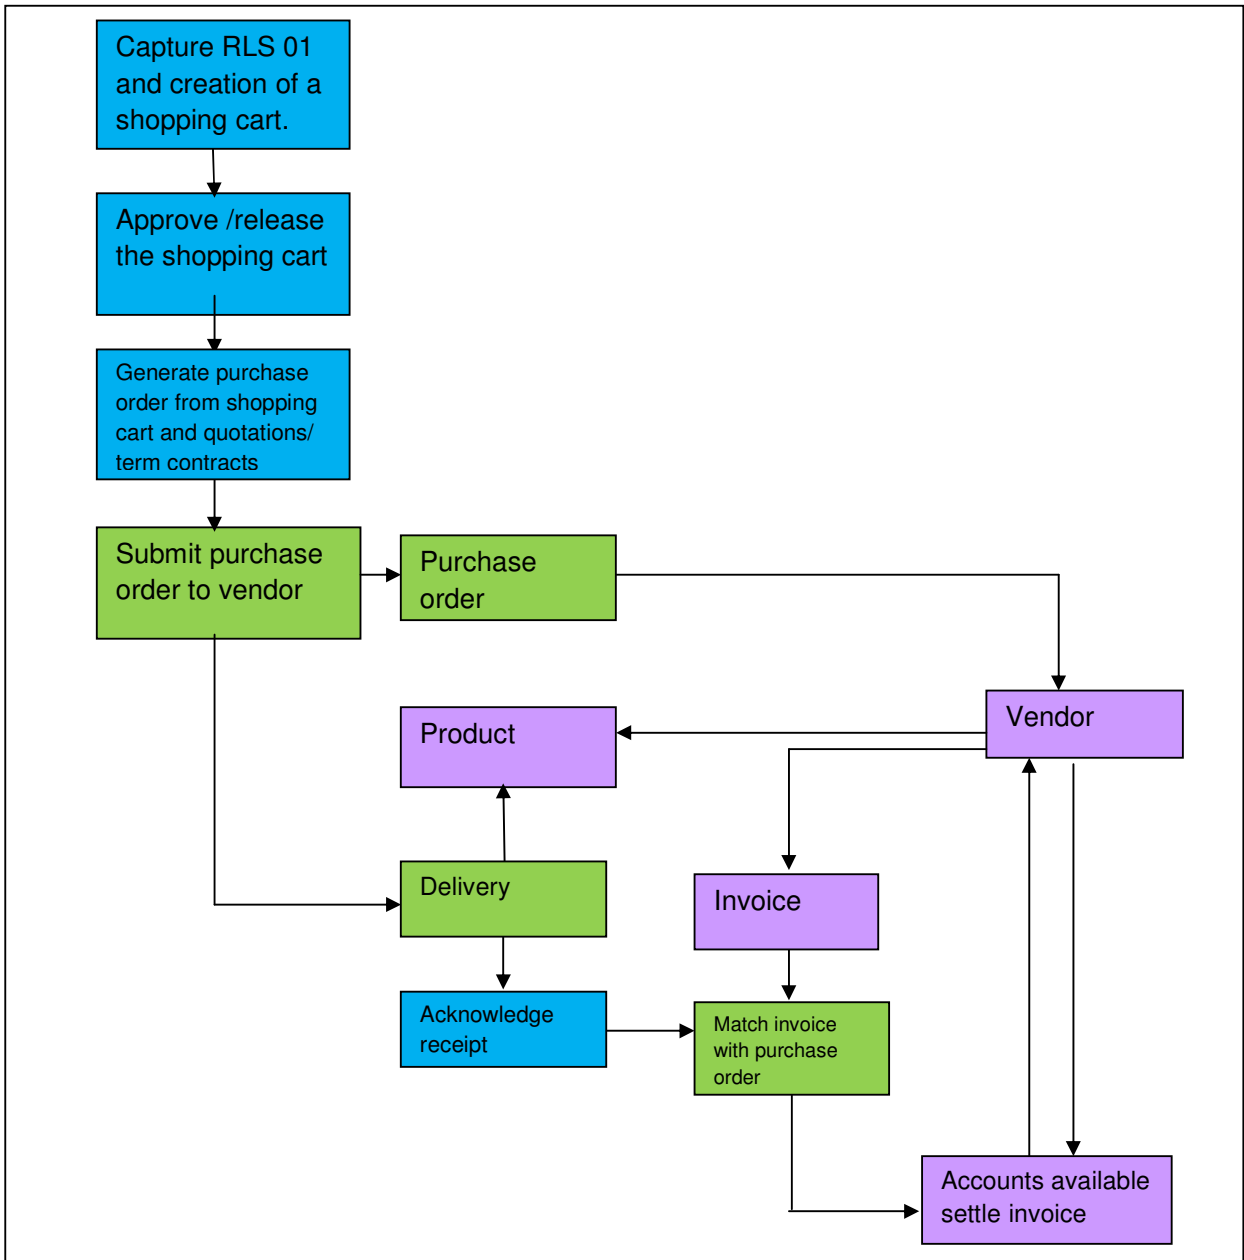 Capture RLS 01
and creation of a
shopping cart.
Approve /release
the shopping cart
Generate purchase
order from shopping
cart and quotations/
term contracts
Submit purchase
order to vendor
Purchase
order
Vendor
Product
Delivery
Invoice
Acknowledge
receipt
Match invoice
with purchase
order
Accounts available
settle invoice